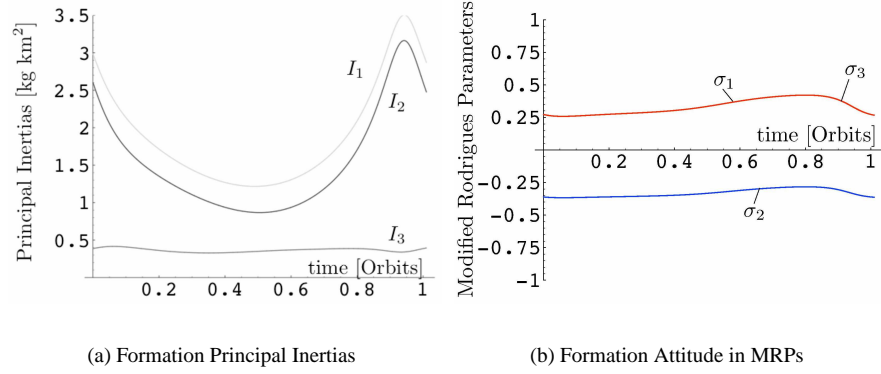 Principal Inertias [kg km²]
3.5
3
2.5
2
1.5
1
0.5
I₁
I₂
I₃
time [Orbits]
0.2 0.4 0.6 0.8 1
(a) Formation Principal Inertias
Modified Rodrigues Parameters
1
0.75
0.5
0.25
-0.25
-0.5
-0.75
-1
σ₁
σ₃
σ₂
time [Orbits]
0.2 0.4 0.6 0.8 1
(b) Formation Attitude in MRPs